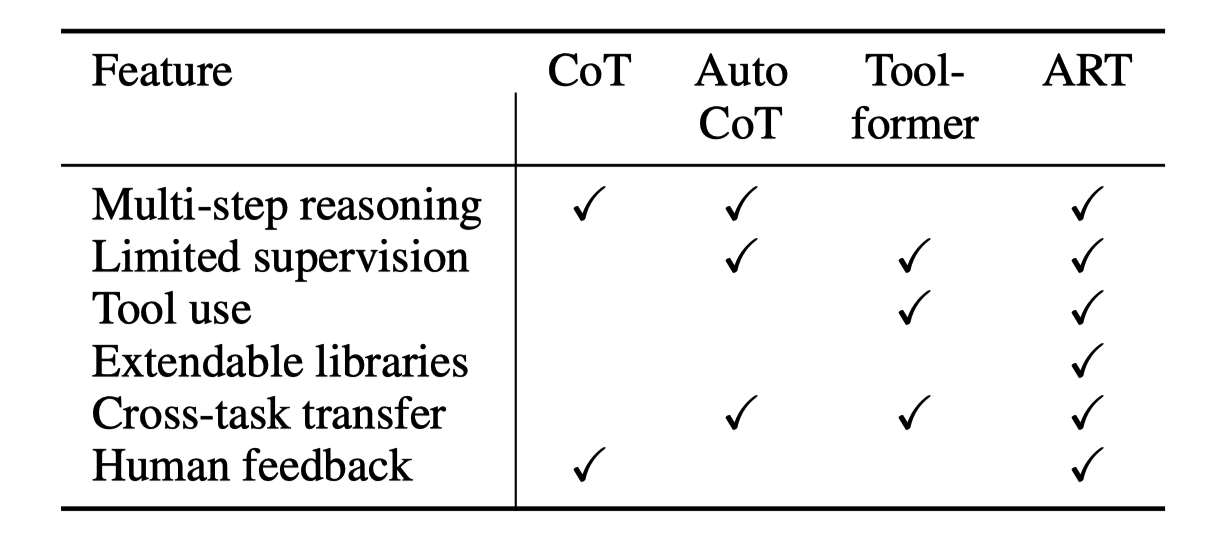 Feature CoT Auto Tool- ART
CoT former
Multi-step reasoning ✓ ✓ ✓
Limited supervision ✓ ✓ ✓
Tool use ✓ ✓
Extendable libraries ✓
Cross-task transfer ✓ ✓ ✓
Human feedback ✓ ✓